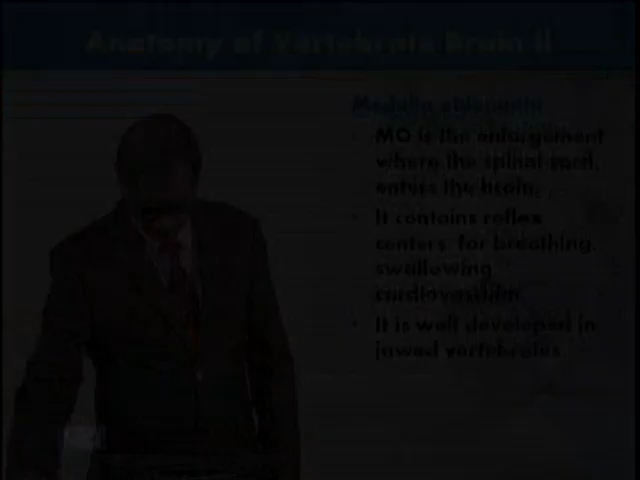 Anatomy of Vertebrate Brain II
Medulla oblongata
• MO is the enlargement
where the spinal cord
enters the brain.
• It contains reflex
centers for breathing,
swallowing
• It is well developed in
jawed vertebrates